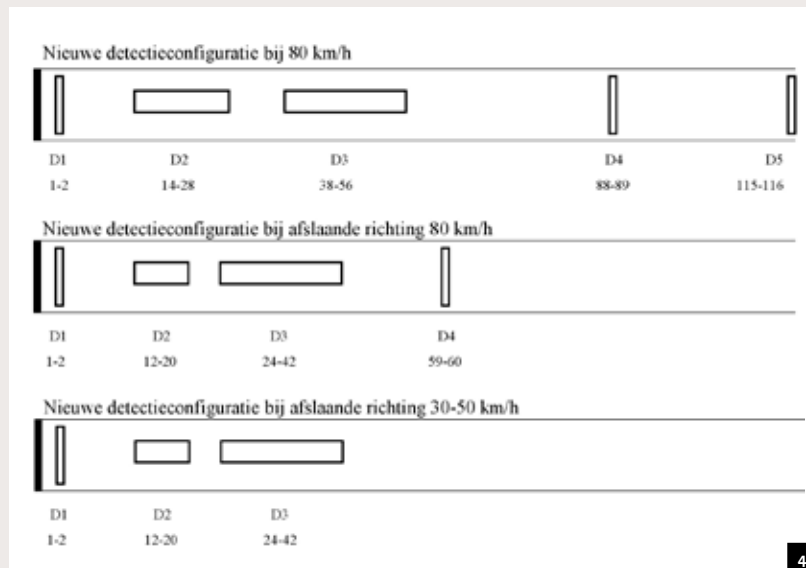 Nieuwe detectieconfiguratie bij 80 km/h
D1 D2 D3 D4 D5
1-2 14-28 38-56 88-89 115-116
Nieuwe detectieconfiguratie bij afslaande richting 80 km/h
D1 D2 D3 D4
1-2 12-20 24-42 59-60
Nieuwe detectieconfiguratie bij afslaande richting 30-50 km/h
D1 D2 D3
1-2 12-20 24-42
4